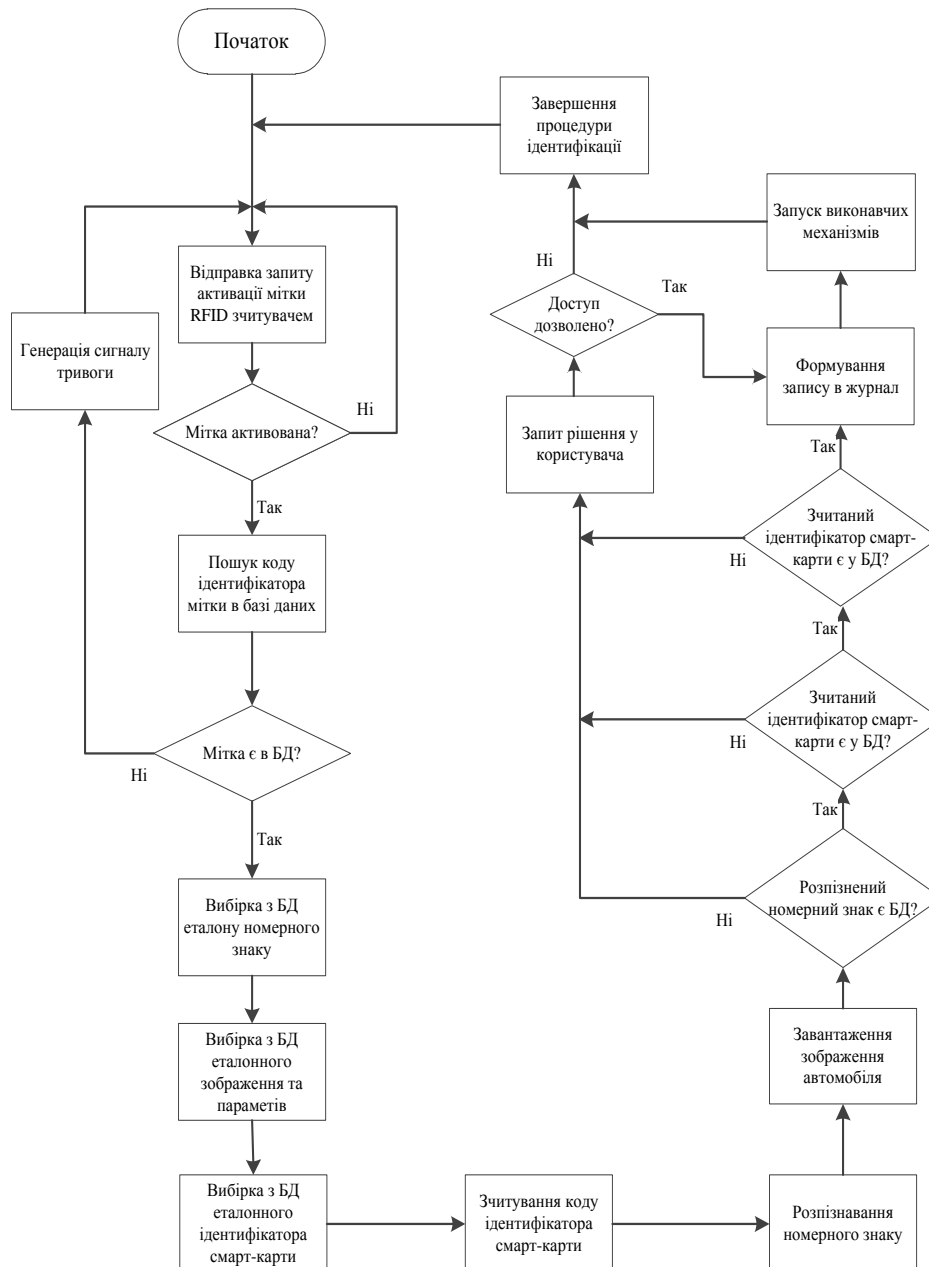 Початок
Завершення
процедури
ідентифікації
Запуск виконавчих
механізмів
Відправка запиту
активації мітки
RFID зчитувачем
Ні
Так
Доступ
дозволено?
Генерація сигналу
тривоги
Формування
запису в журнал
Ні
Мітка активована?
Запит рішення у
користувача
Так
Так
Зчитаний
ідентифікатор смарт-
карти є у БД?
Ні
Пошук коду
ідентифікатора
мітки в базі даних
Так
Зчитаний
ідентифікатор смарт-
карти є у БД?
Ні
Мітка є в БД?
Ні
Так
Так
Розпізнений
номерний знак є БД?
Ні
Вибірка з БД
еталону номерного
знаку
Вибірка з БД
еталонного
зображення та
параметів
Завантаження
зображення
автомобіля
Вибірка з БД
еталонного
ідентифікатора
смарт-карти
Зчитування коду
ідентифікатора
смарт-карти
Розпізнавання
номерного знаку